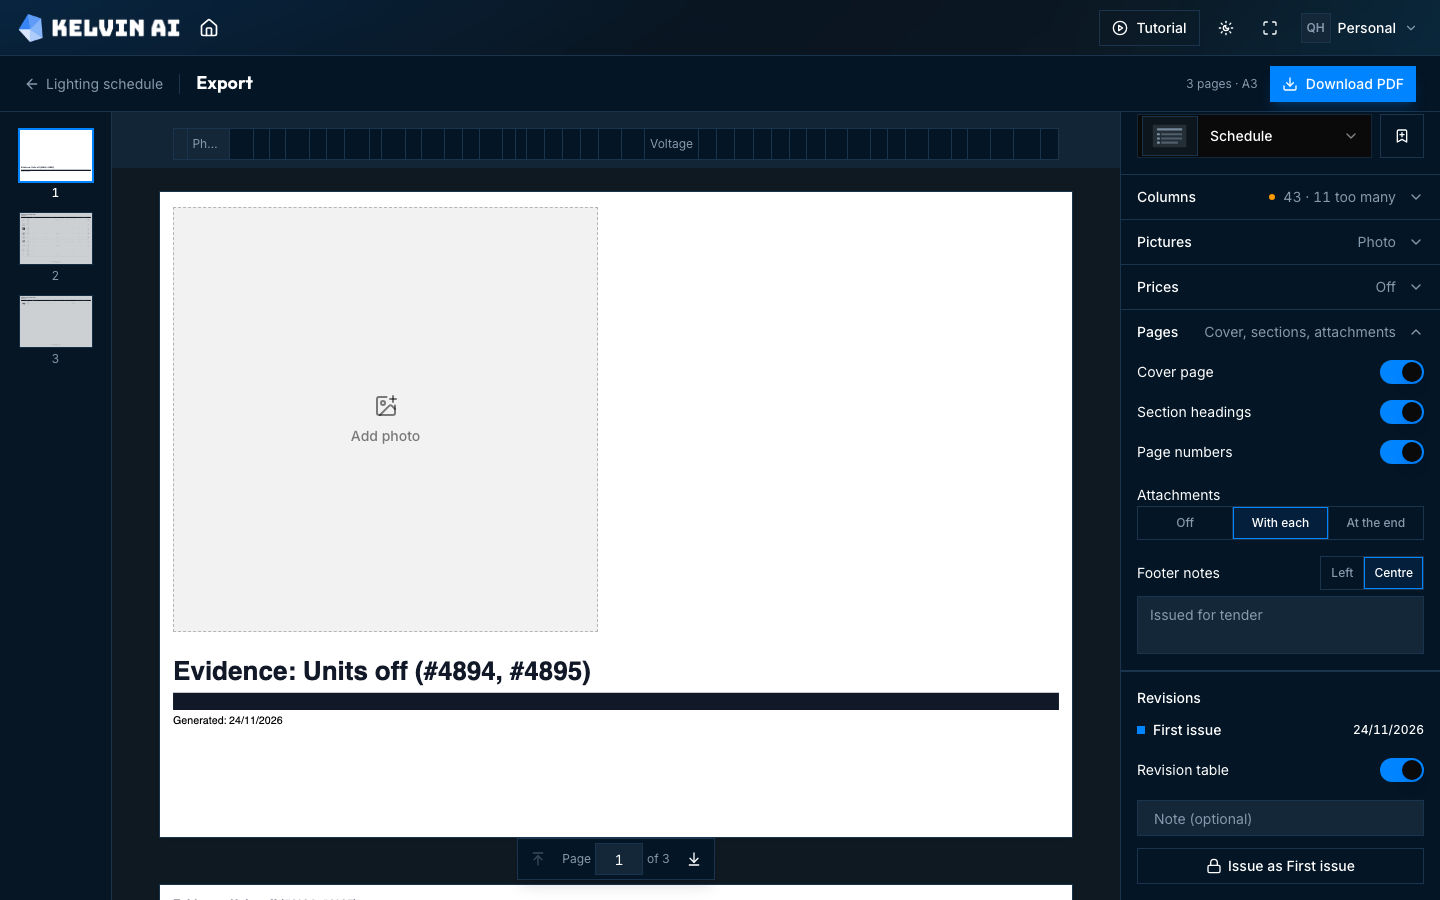 KELVIN AI
Tutorial
QH
Personal
Lighting schedule
Export
3 pages · A3
Download PDF
Ph...
Voltage
Schedule
1
2
3
Add photo
Evidence: Units off (#4894, #4895)
Generated: 24/11/2026
Page 1 of 3
Columns
43 · 11 too many
Pictures
Photo
Prices
Off
Pages
Cover, sections, attachments
Cover page
Section headings
Page numbers
Attachments
Off
With each
At the end
Footer notes
Left
Centre
Issued for tender
Revisions
First issue
24/11/2026
Revision table
Note (optional)
Issue as First issue